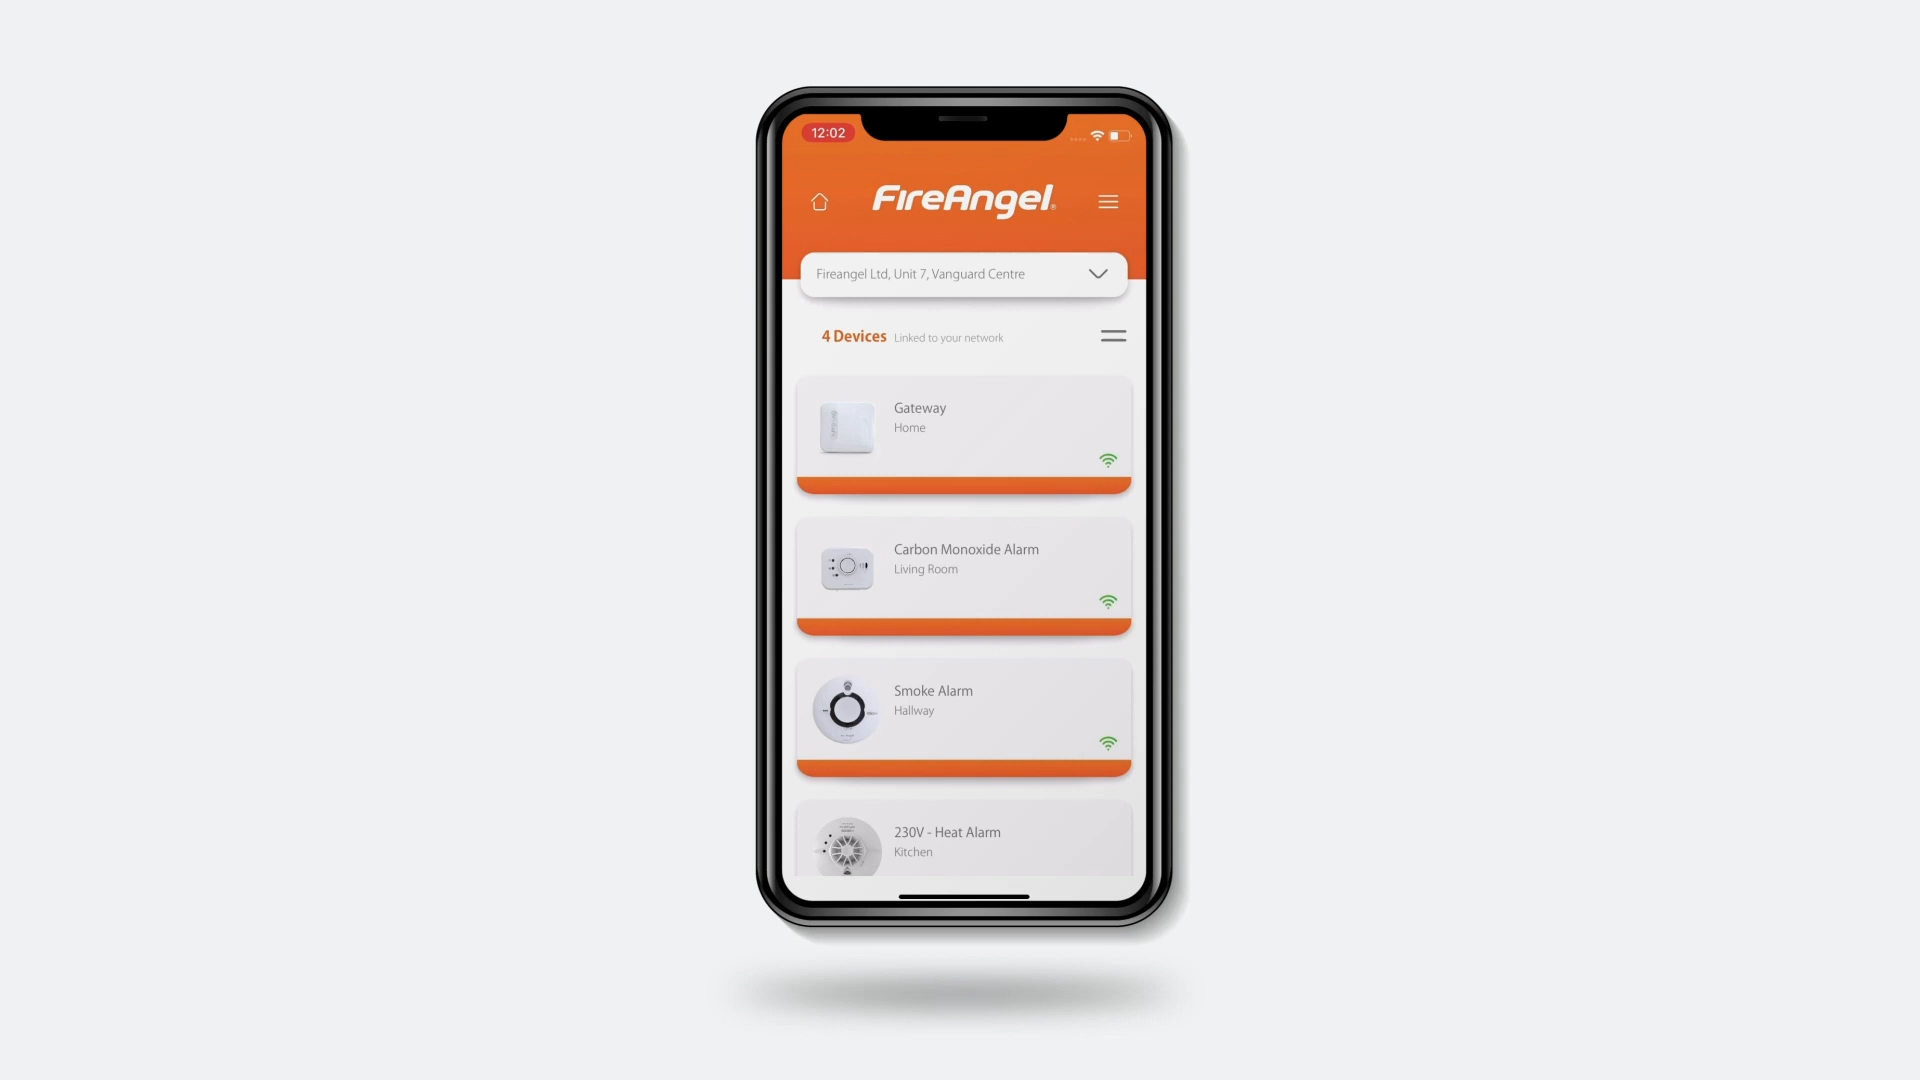 12:02
FireAngel®
Fireangel Ltd, Unit 7, Vanguard Centre
4 Devices Linked to your network
Gateway
Home
Carbon Monoxide Alarm
Living Room
Smoke Alarm
Hallway
230V - Heat Alarm
Kitchen